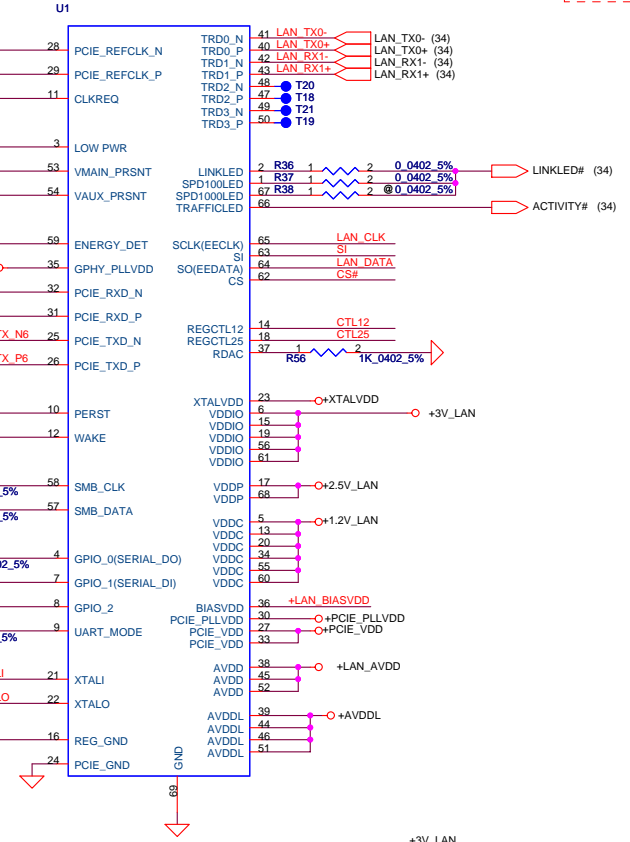 U1
28 PCIE_REFCLK_N TRD0_N 41 LAN_TX0- LAN_TX0- (34)
TRD0_P 40 LAN_TX0+ LAN_TX0+ (34)
TRD1_N 42 LAN_RX1- LAN_RX1- (34)
29 PCIE_REFCLK_P TRD1_P 43 LAN_RX1+ LAN_RX1+ (34)
TRD2_N 48 T20
11 CLKREQ TRD2_P 47 T18
TRD3_N 49 T21
TRD3_P 50 T19
3 LOW PWR
53 VMAIN_PRSNT LINKLED 2 R36 1 2 0_0402_5% LINKLED# (34)
SPD100LED 1 R37 1 2 0_0402_5%
54 VAUX_PRSNT SPD1000LED 67 R38 1 2 @ 0_0402_5%
TRAFFICLED 66 ACTIVITY# (34)
59 ENERGY_DET SCLK(EECLK) 65 LAN_CLK
SI 63 SI
35 GPHY_PLLVDD SO(EEDATA) 64 LAN_DATA
CS 62 CS#
32 PCIE_RXD_N
31 PCIE_RXD_P
REGCTL12 14 CTL12
TX_N6 25 PCIE_TXD_N REGCTL25 18 CTL25
RDAC 37 R56 1 2 1K_0402_5%
TX_P6 26 PCIE_TXD_P
XTALVDD 23 +XTALVDD
10 PERST VDDIO 6 +3V_LAN
VDDIO 15
12 WAKE VDDIO 19
VDDIO 56
VDDIO 61
58 SMB_CLK VDDP 17 +2.5V_LAN
_5% VDDP 68
57 SMB_DATA
_5% VDDC 5 +1.2V_LAN
VDDC 13
VDDC 20
4 GPIO_0(SERIAL_DO) VDDC 34
02_5% VDDC 55
7 GPIO_1(SERIAL_DI) VDDC 60
8 GPIO_2 BIASVDD 36 +LAN_BIASVDD
PCIE_PLLVDD 30 +PCIE_PLLVDD
9 UART_MODE PCIE_VDD 27 +PCIE_VDD
_5% PCIE_VDD 33
AVDD 38 +LAN_AVDD
LI 21 XTALI AVDD 45
AVDD 52
LO 22 XTALO
AVDDL 39 +AVDDL
AVDDL 44
16 REG_GND AVDDL 46
AVDDL 51
24 PCIE_GND
GND
69
+3V_LAN